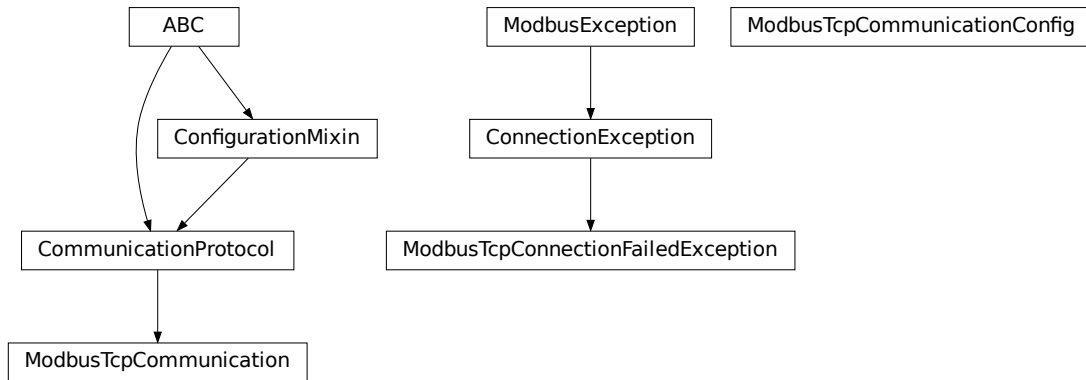 ABC
ModbusException
ModbusTcpCommunicationConfig
ConfigurationMixin
ConnectionException
CommunicationProtocol
ModbusTcpConnectionFailedException
ModbusTcpCommunication